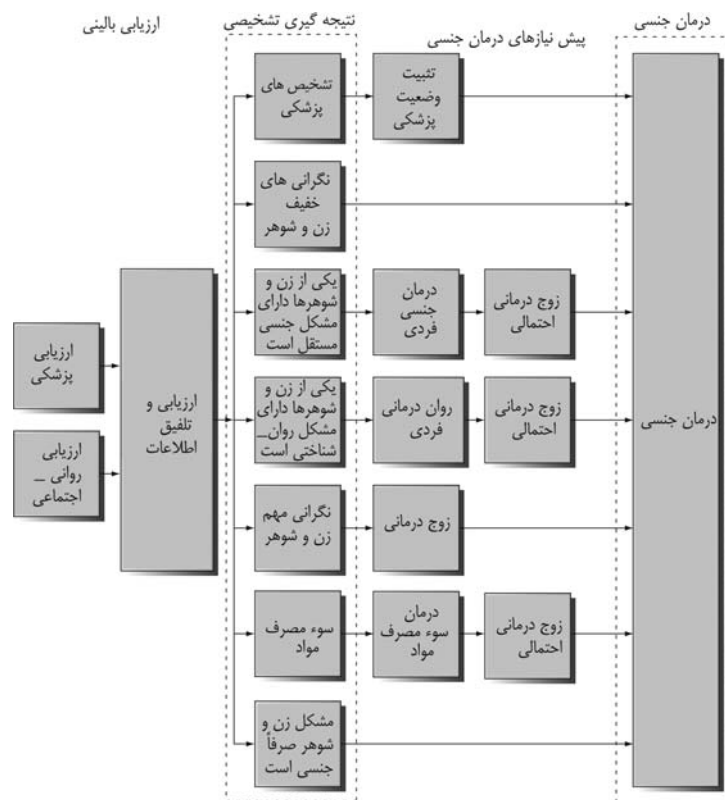 ارزیابی بالینی
نتیجه گیری تشخیصی
پیش نیازهای درمان جنسی
درمان جنسی
ارزیابی
پزشکی
ارزیابی
روانی _
اجتماعی
ارزیابی و
تلفیق
اطلاعات
تشخیص های
پزشکی
تثبیت
وضعیت
پزشکی
نگرانی های
خفیف
زن و شوهر
یکی از زن و
شوهرها دارای
مشکل جنسی
مستقل است
درمان
جنسی
فردی
زوج درمانی
احتمالی
یکی از زن و
شوهرها دارای
مشکل روان_
شناختی است
روان درمانی
فردی
زوج درمانی
احتمالی
نگرانی مهم
زن و شوهر
زوج درمانی
سوء مصرف
مواد
درمان
سوء مصرف
مواد
زوج درمانی
احتمالی
مشکل زن و
شوهر صرفاً
جنسی است
درمان جنسی